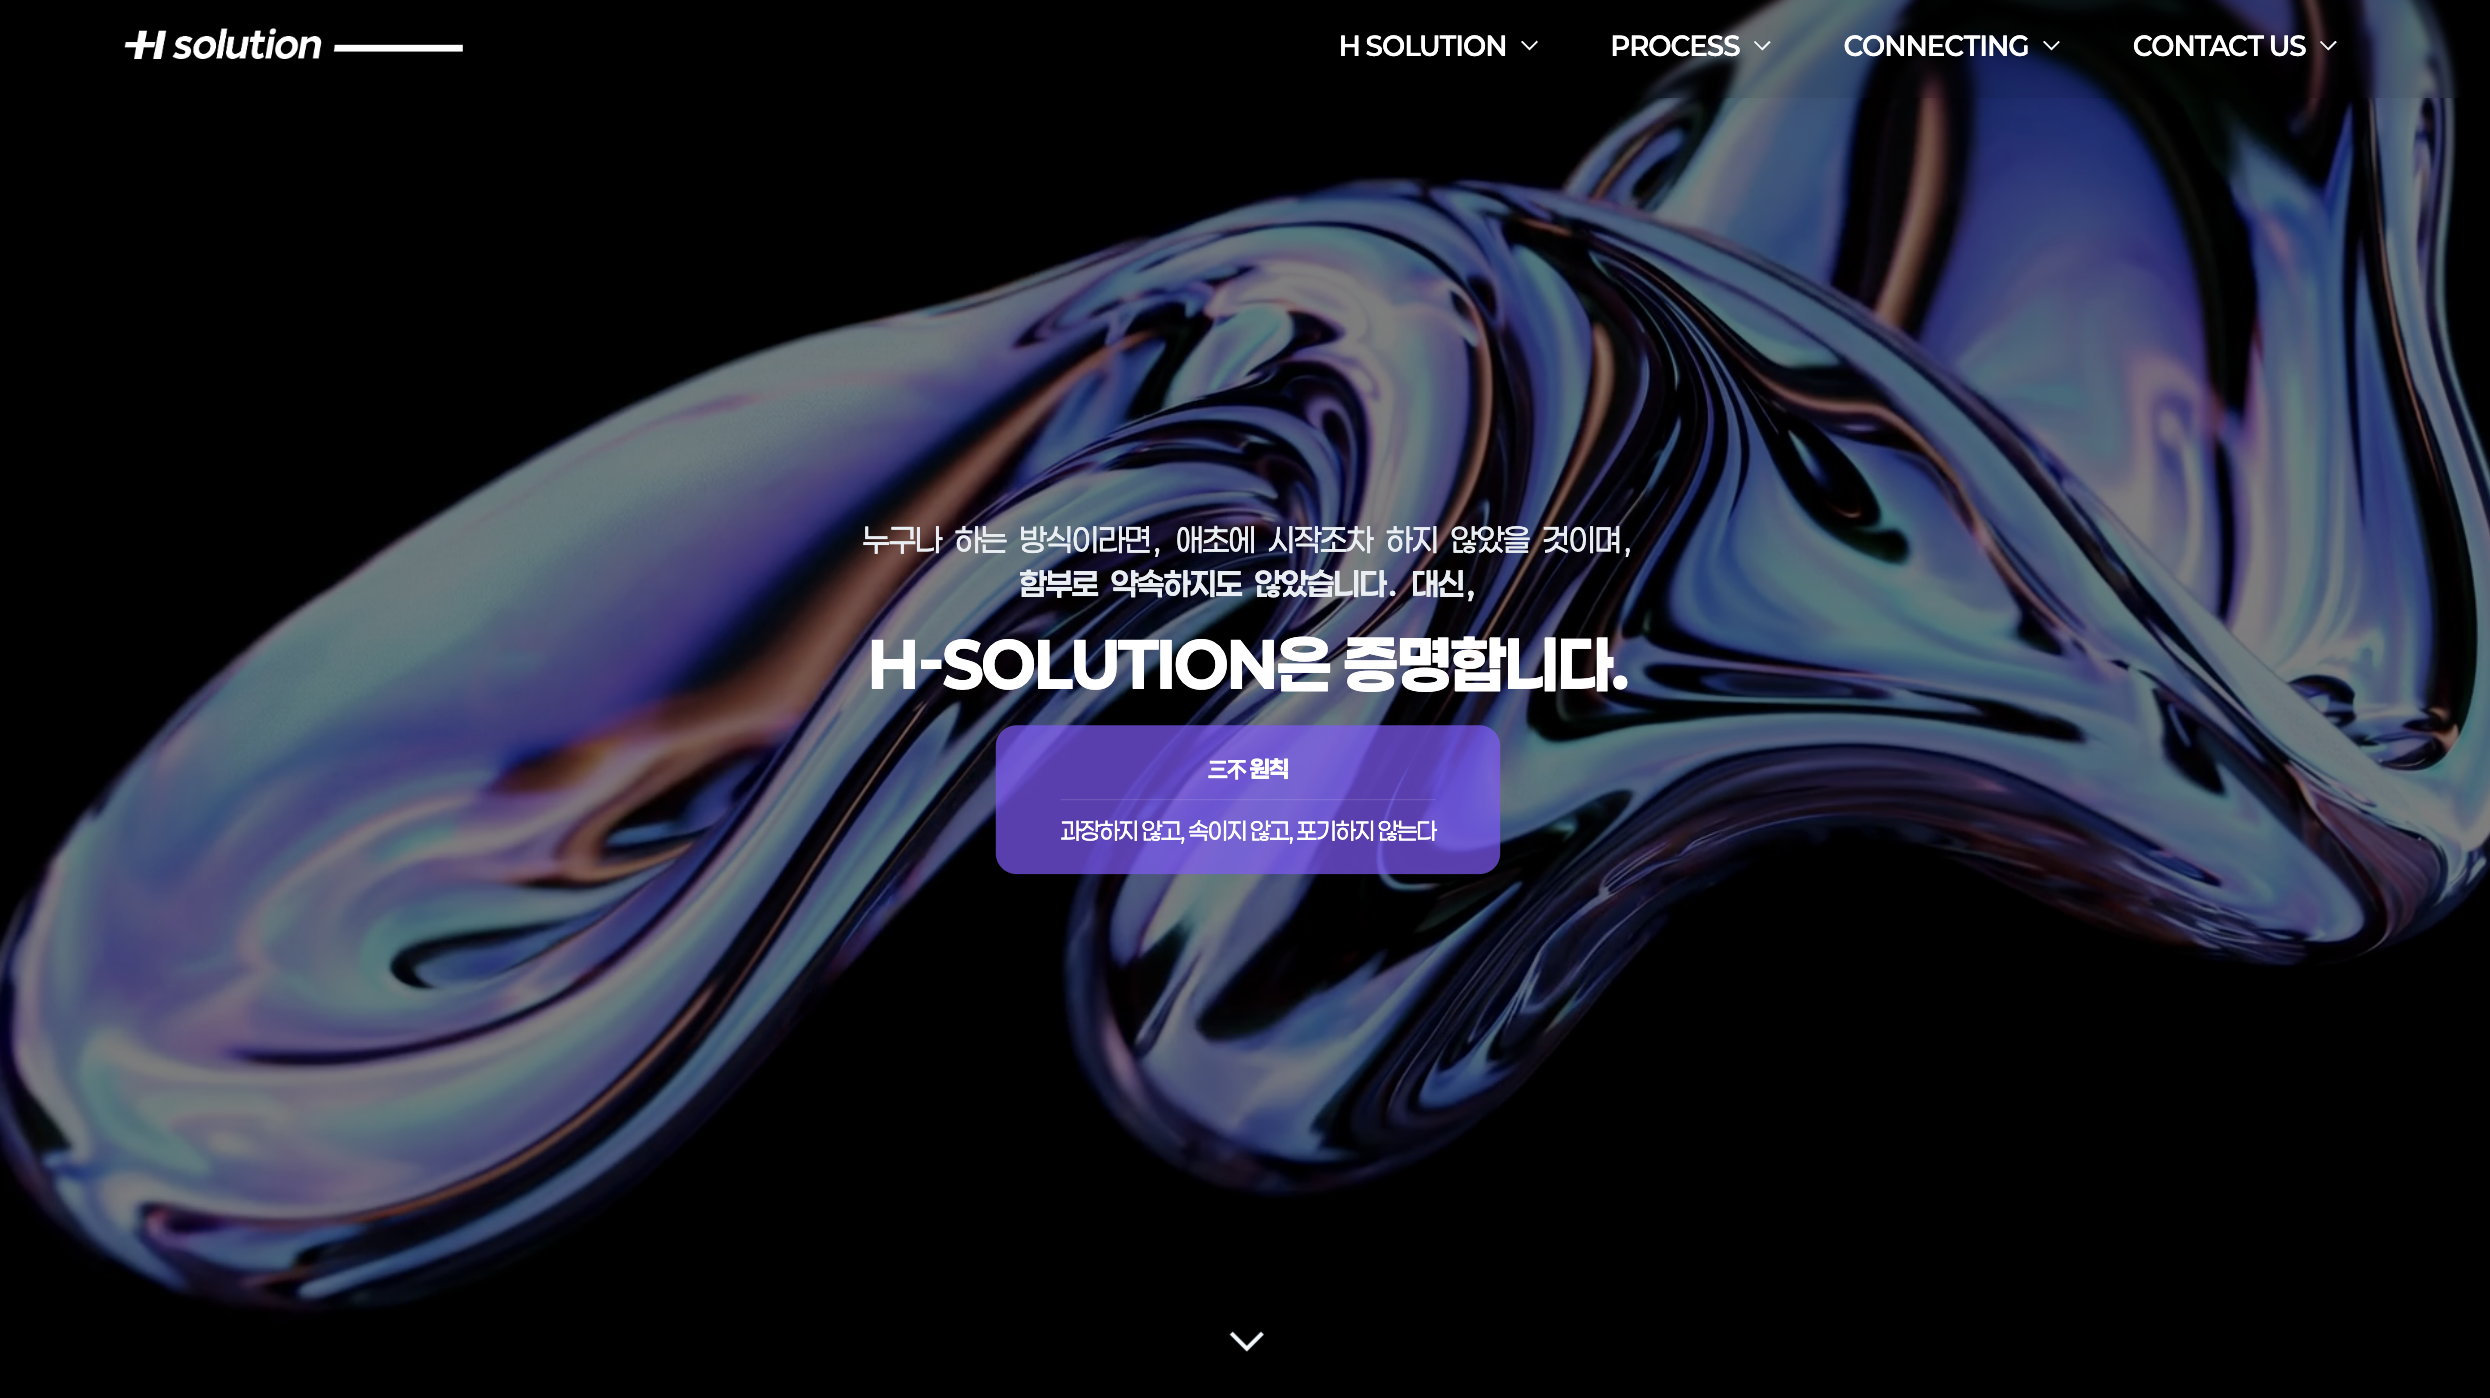 H solution
H SOLUTION
PROCESS
CONNECTING
CONTACT US
누구나 하는 방식이라면, 애초에 시작조차 하지 않았을 것이며,
함부로 약속하지도 않았습니다. 대신,
H-SOLUTION은 증명합니다.
三不 원칙
과장하지 않고, 속이지 않고, 포기하지 않는다